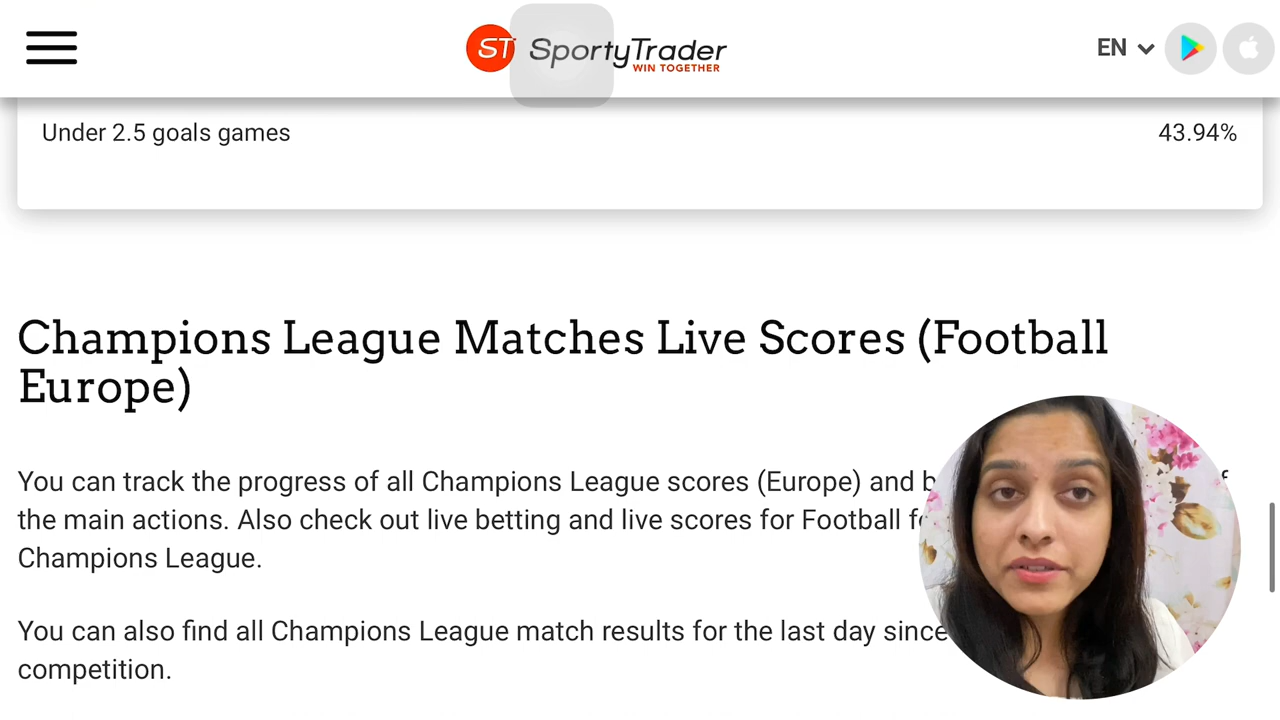 ST SportyTrader
WIN TOGETHER
EN
Under 2.5 goals games 43.94%
Champions League Matches Live Scores (Football
Europe)
You can track the progress of all Champions League scores (Europe) and
the main actions. Also check out live betting and live scores for Football
Champions League.
You can also find all Champions League match results for the last day since
competition.